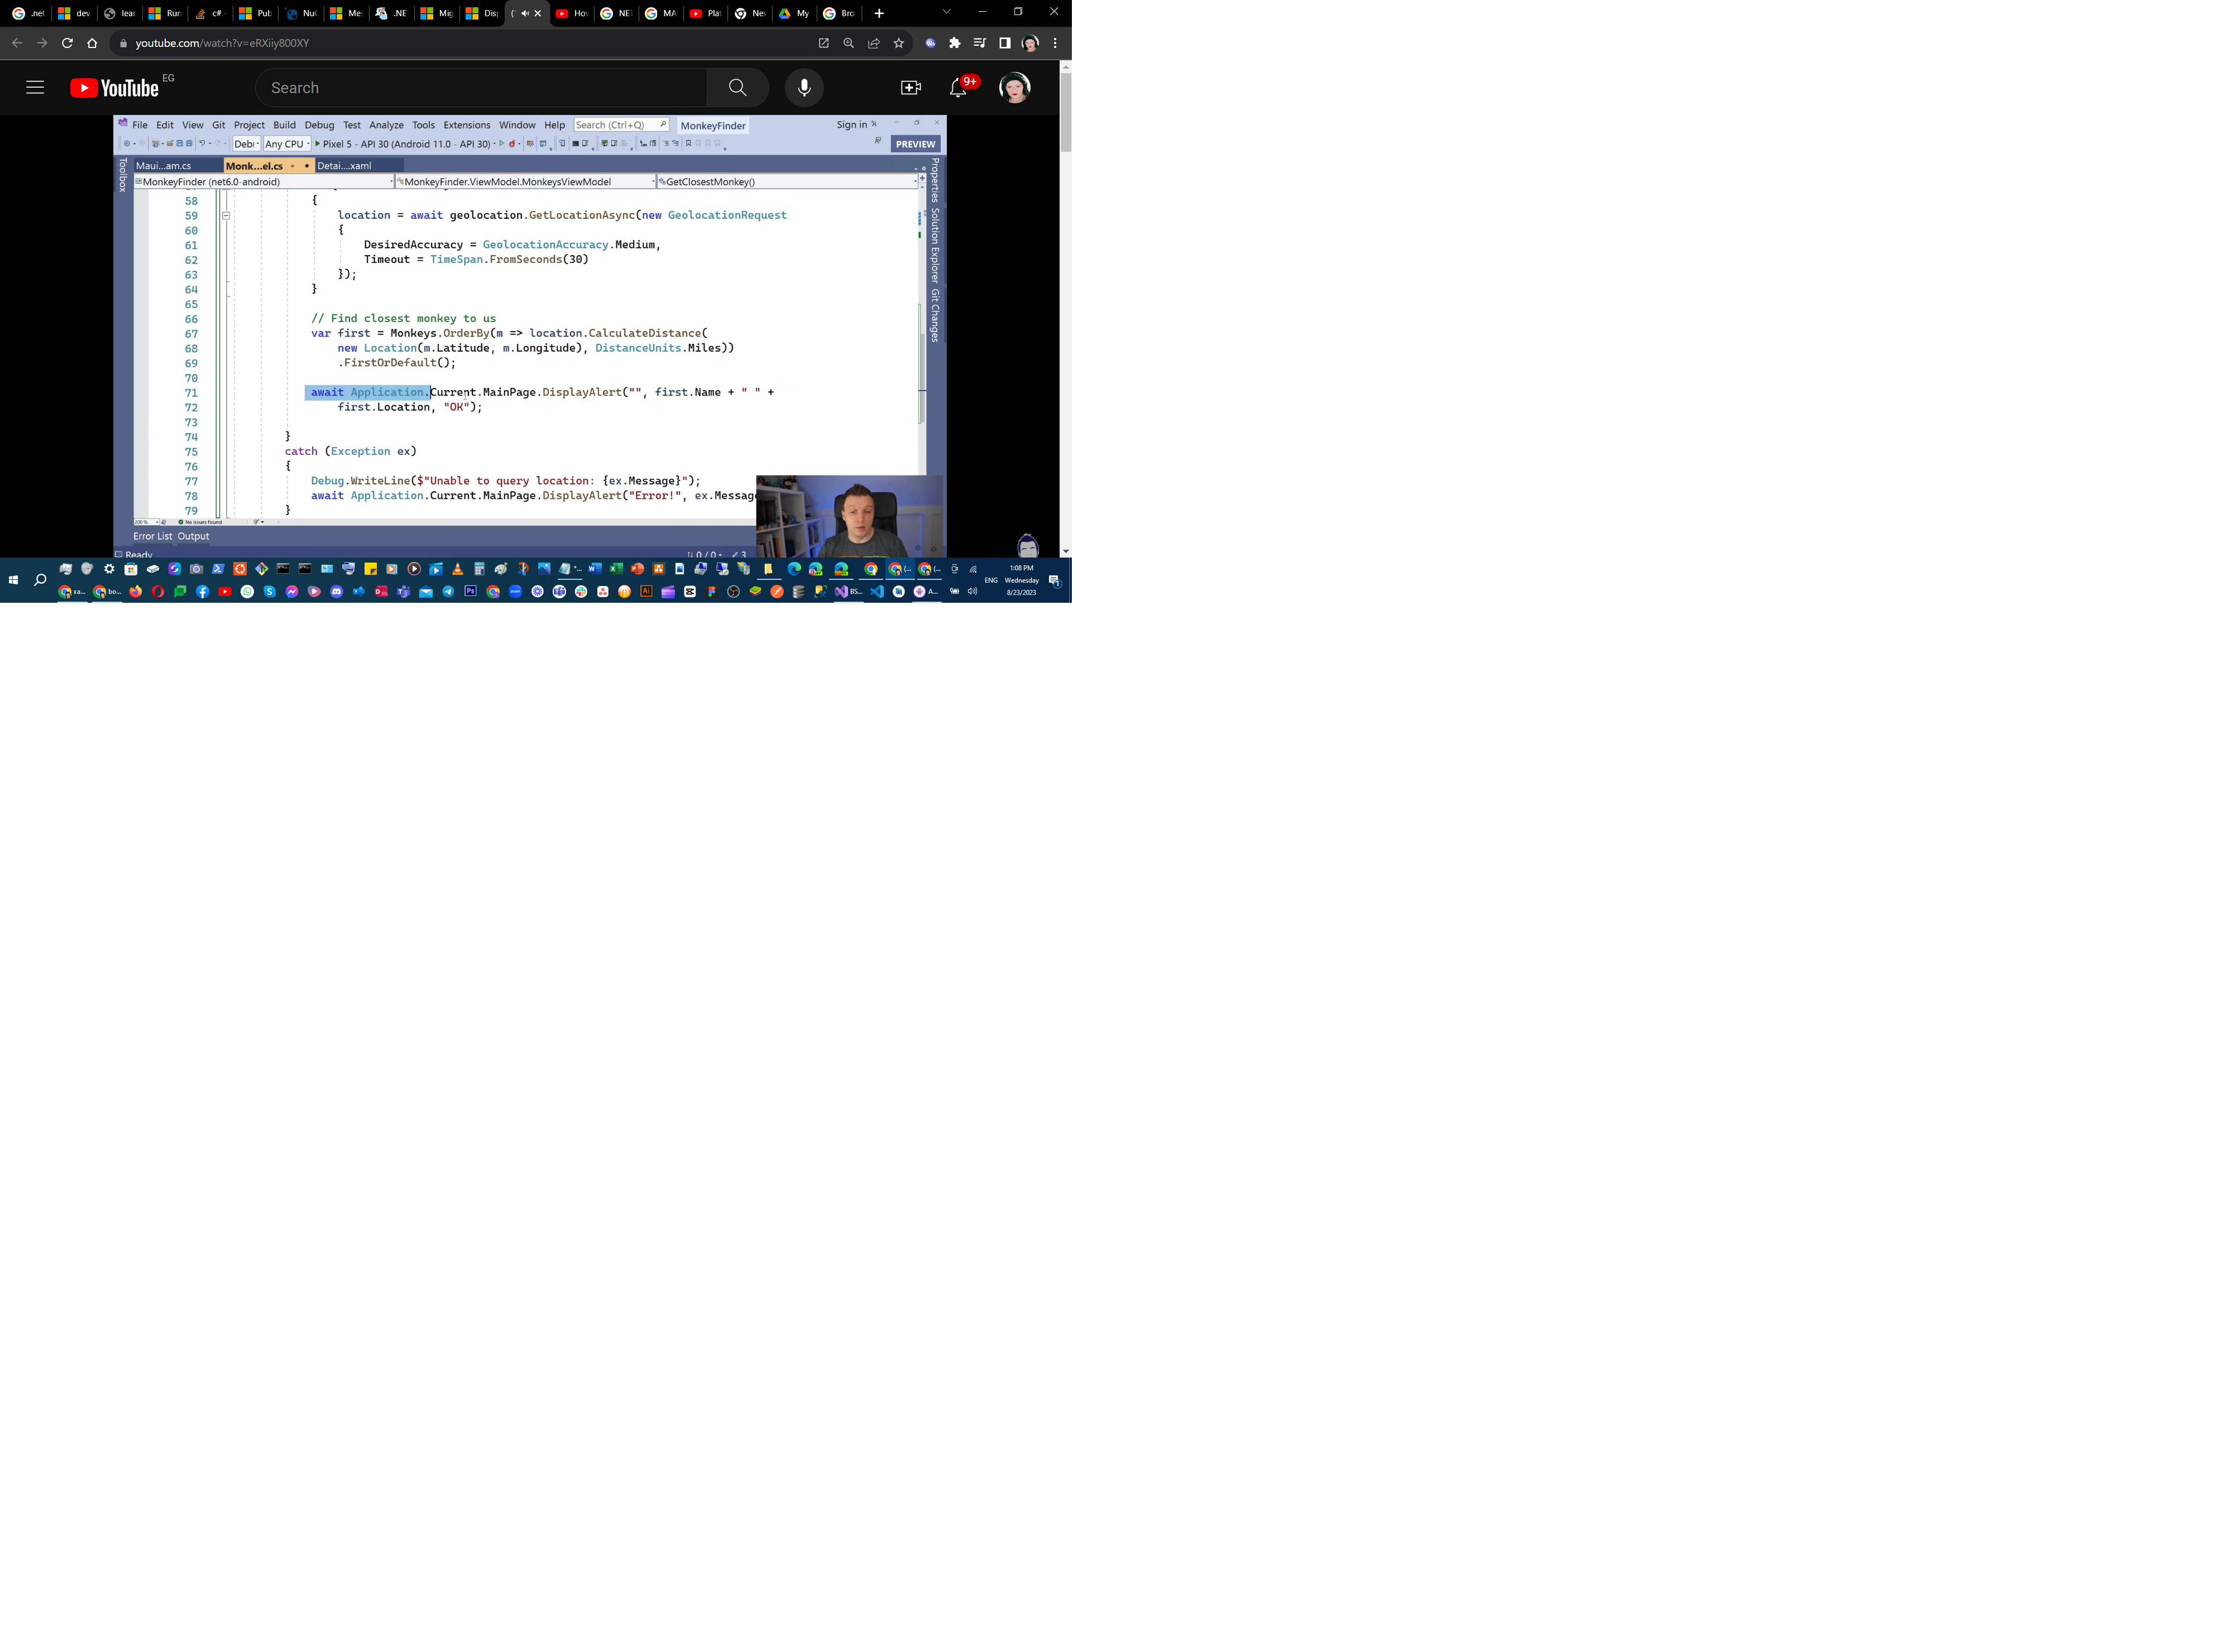 .net
dev
lear
Run
c# -
Pub
NuG
Me
.NE
Mig
Dis
(
Ho
NE
MA
Plat
Nev
My
Bro
youtube.com/watch?v=eRXiiy800XY
YouTube EG
Search
9+
File Edit View Git Project Build Debug Test Analyze Tools Extensions Window Help Search (Ctrl+Q) MonkeyFinder Sign in
Any CPU Pixel 5 - API 30 (Android 11.0 - API 30) PREVIEW
Toolbox
Maui...am.cs Monk...el.cs Detai....xaml
MonkeyFinder (net6.0-android) MonkeyFinder.ViewModel.MonkeysViewModel GetClosestMonkey()
Properties Solution Explorer Git Changes
58 {
59 location = await geolocation.GetLocationAsync(new GeolocationRequest
60 {
61 DesiredAccuracy = GeolocationAccuracy.Medium,
62 Timeout = TimeSpan.FromSeconds(30)
63 });
64 }
65
66 // Find closest monkey to us
67 var first = Monkeys.OrderBy(m => location.CalculateDistance(
68 new Location(m.Latitude, m.Longitude), DistanceUnits.Miles))
69 .FirstOrDefault();
70
71 await Application.Current.MainPage.DisplayAlert("", first.Name + " " +
72 first.Location, "OK");
73
74 }
75 catch (Exception ex)
76 {
77 Debug.WriteLine($"Unable to query location: {ex.Message}");
78 await Application.Current.MainPage.DisplayAlert("Error!", ex.Message
79 }
200 % No issues found
Error List Output
Ready 0 / 0 3
1:08 PM
ENG Wednesday
8/23/2023
xa... bo... BS... A...